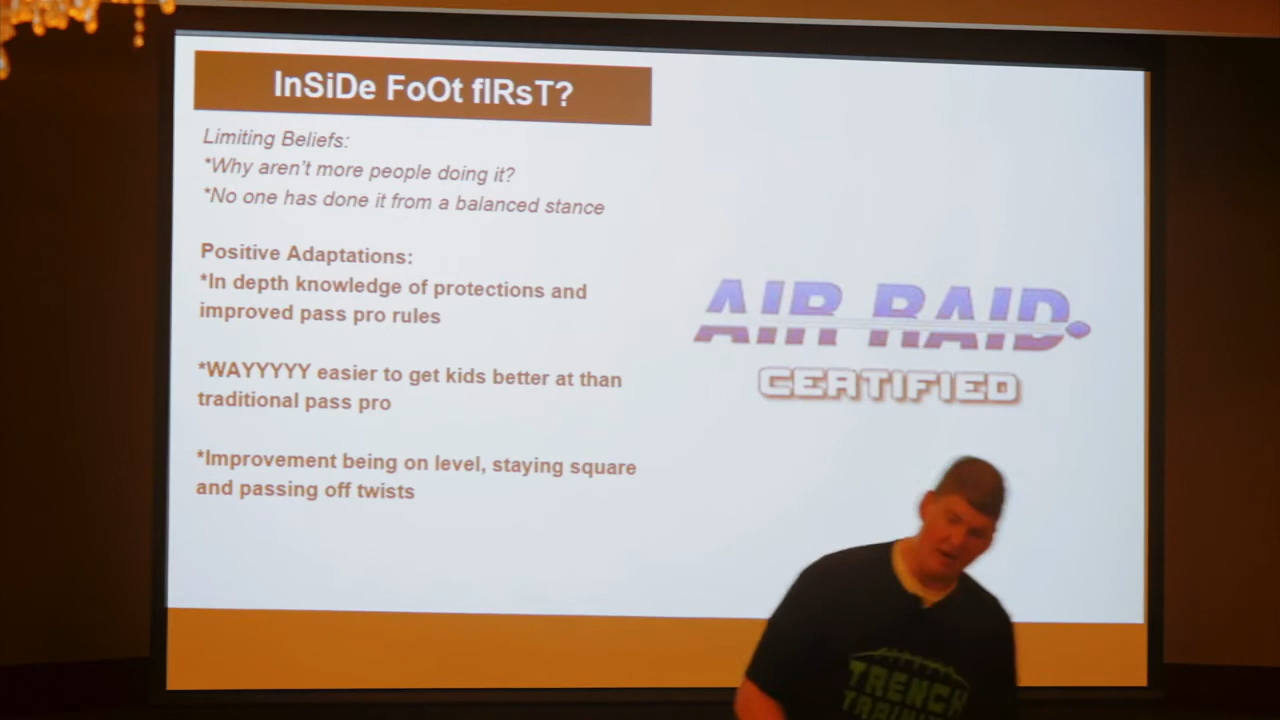 InSiDe FoOt fIRsT?
Limiting Beliefs:
*Why aren't more people doing it?
*No one has done it from a balanced stance
Positive Adaptations:
*In depth knowledge of protections and
improved pass pro rules
*WAYYYYY easier to get kids better at than
traditional pass pro
*Improvement being on level, staying square
and passing off twists
AIR RAID
CERTIFIED
TRENCH